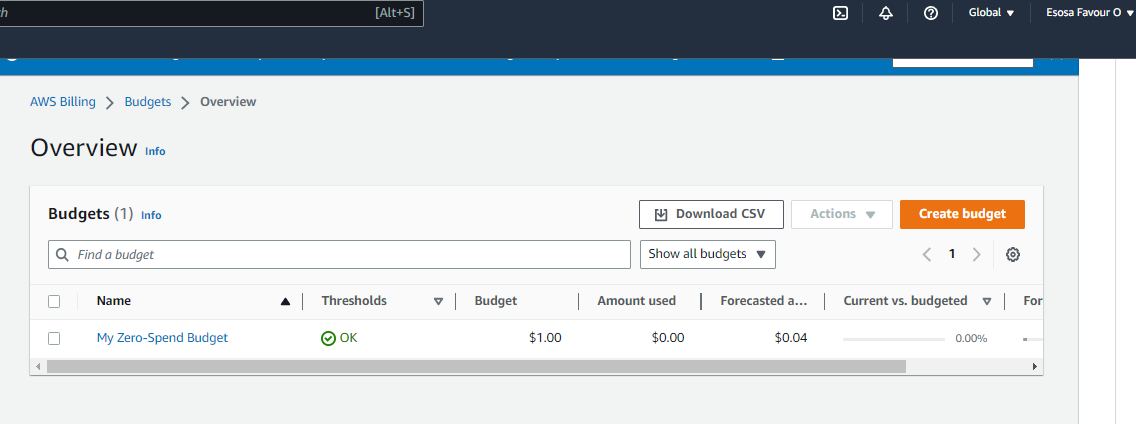 [Alt+S] Global Esosa Favour O
AWS Billing Budgets Overview
Overview Info
Budgets (1) Info
Download CSV Actions Create budget
Find a budget Show all budgets 1
Name Thresholds Budget Amount used Forecasted a... Current vs. budgeted For
My Zero-Spend Budget OK $1.00 $0.00 $0.04 0.00%